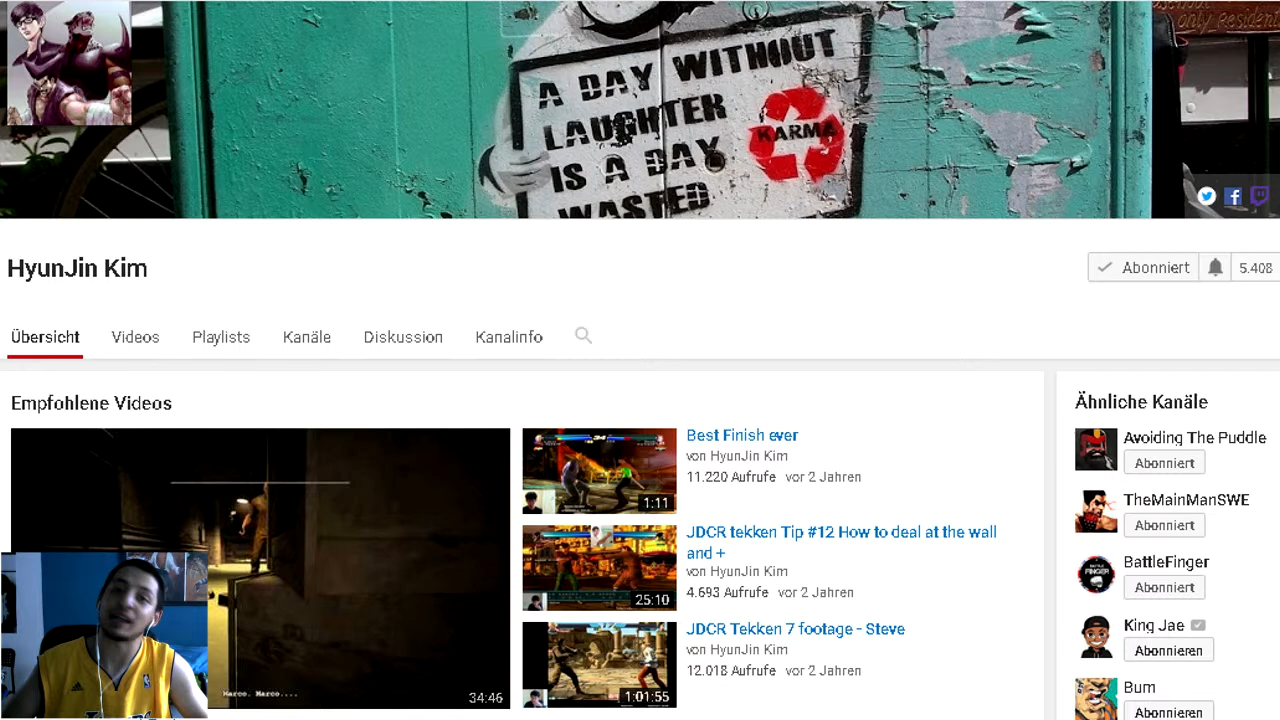 only Residen
A DAY WITHOUT
LAUGHTER
IS A DAY
WASTED
KARMA
HyunJin Kim
Abonniert
5.408
Übersicht
Videos
Playlists
Kanäle
Diskussion
Kanalinfo
Empfohlene Videos
Marco. Marco....
34:46
1:11
Best Finish ever
von HyunJin Kim
11.220 Aufrufe vor 2 Jahren
25:10
JDCR tekken Tip #12 How to deal at the wall
and +
von HyunJin Kim
4.693 Aufrufe vor 2 Jahren
1:01:55
JDCR Tekken 7 footage - Steve
von HyunJin Kim
12.018 Aufrufe vor 2 Jahren
Ähnliche Kanäle
Avoiding The Puddle
Abonniert
TheMainManSWE
Abonniert
BATTLE
FINGER
BattleFinger
Abonniert
King Jae
Abonnieren
Bum
Abonnieren